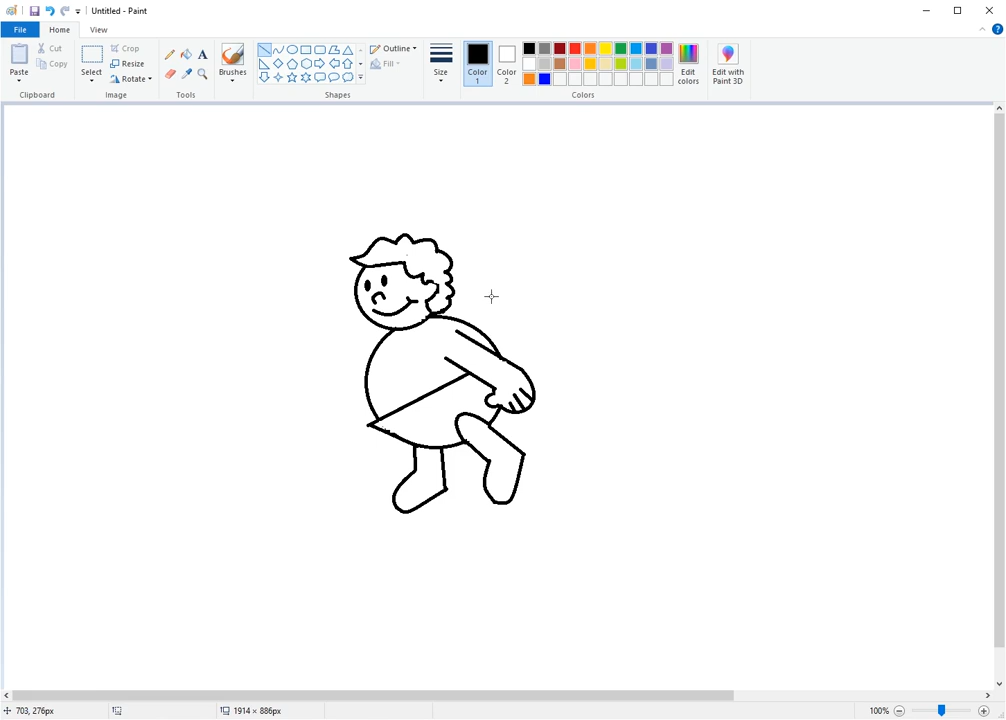 Untitled - Paint
File Home View
Paste
Cut
Copy
Clipboard
Select
Crop
Resize
Rotate
Image
A
Tools
Brushes
Outline
Fill
Shapes
Size
Color 1
Color 2
Edit colors
Colors
Edit with Paint 3D
703, 276px
1914 × 886px
100%